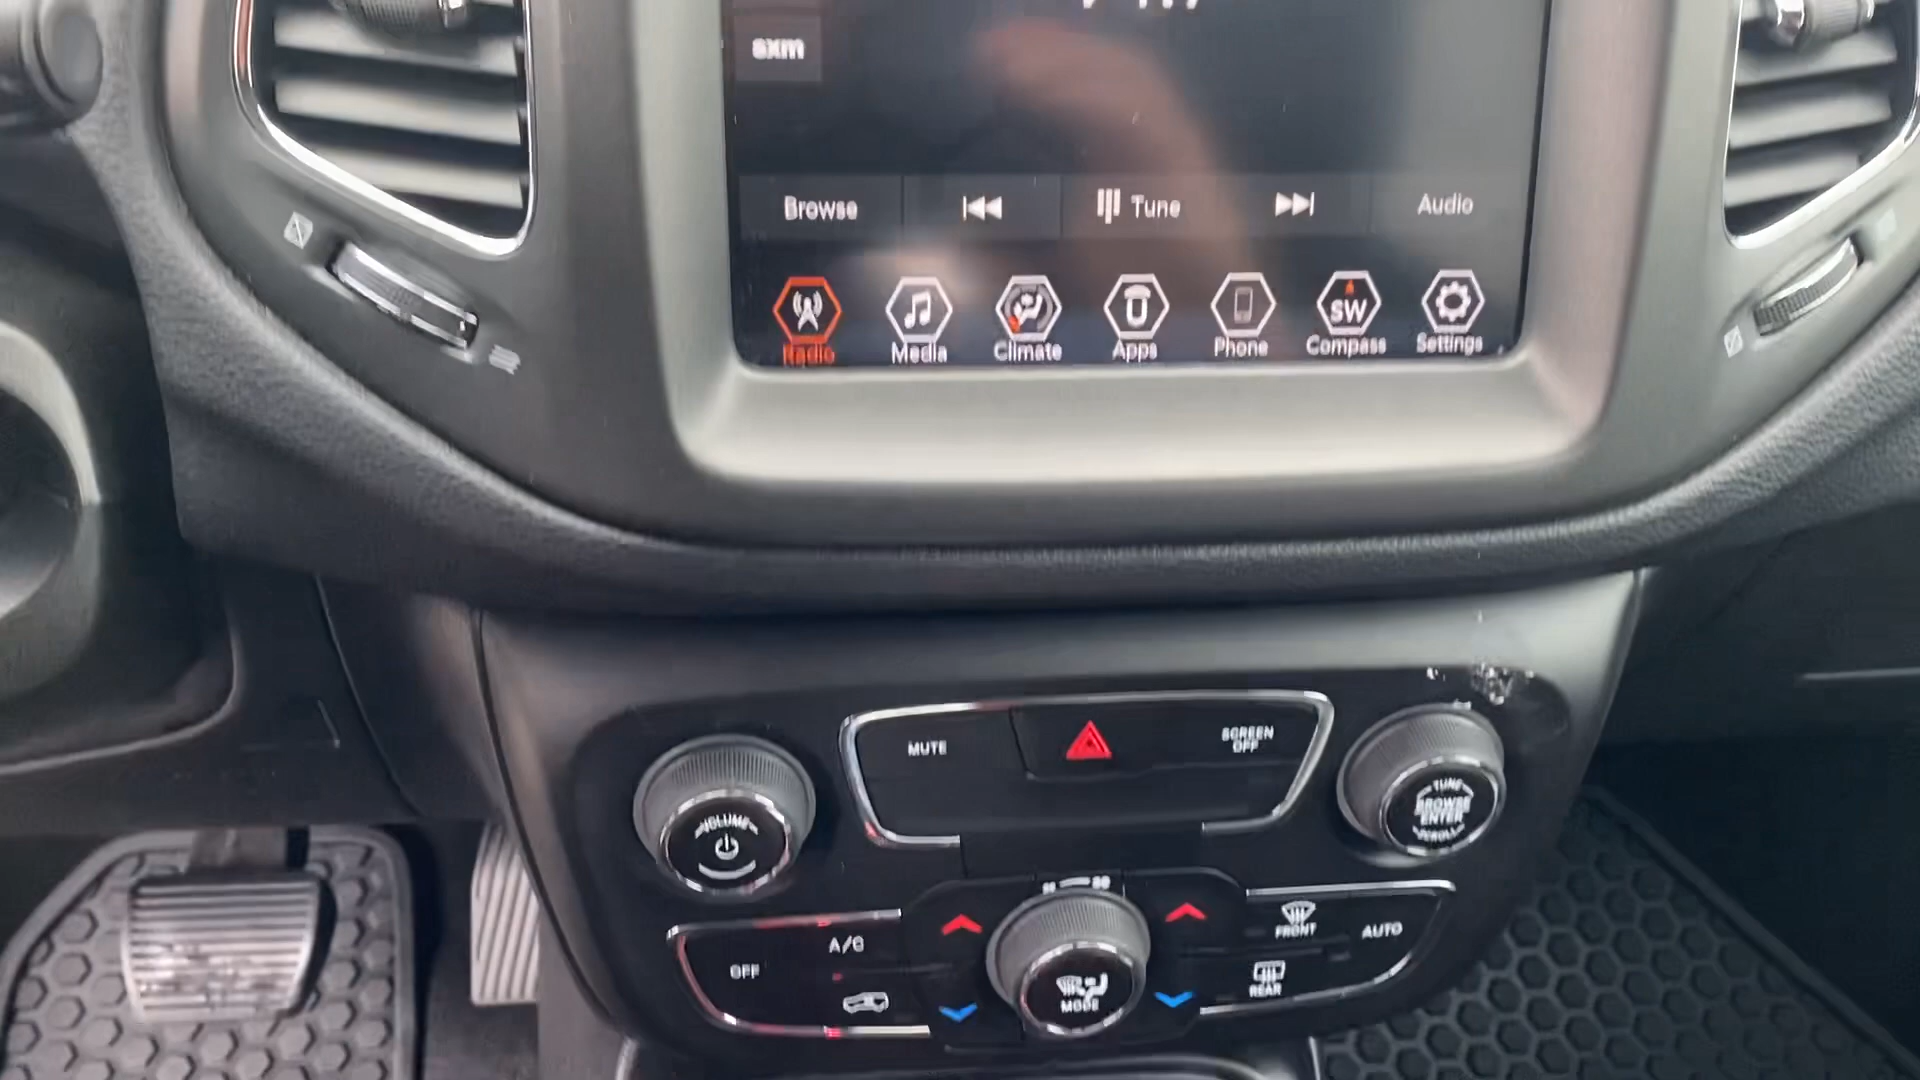 sxm
Browse
Tune
Audio
Radio
Media
Climate
Apps
Phone
SW
Compass
Settings
MUTE
SCREEN
OFF
VOLUME
TUNE
BROWSE
ENTER
SCROLL
OFF
A/C
MODE
FRONT
AUTO
REAR